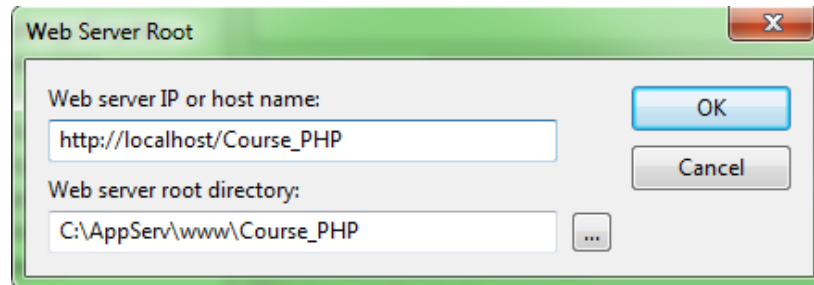 Web Server Root
Web server IP or host name:
http://localhost/Course_PHP
OK
Cancel
Web server root directory:
C:\AppServ\www\Course_PHP
...